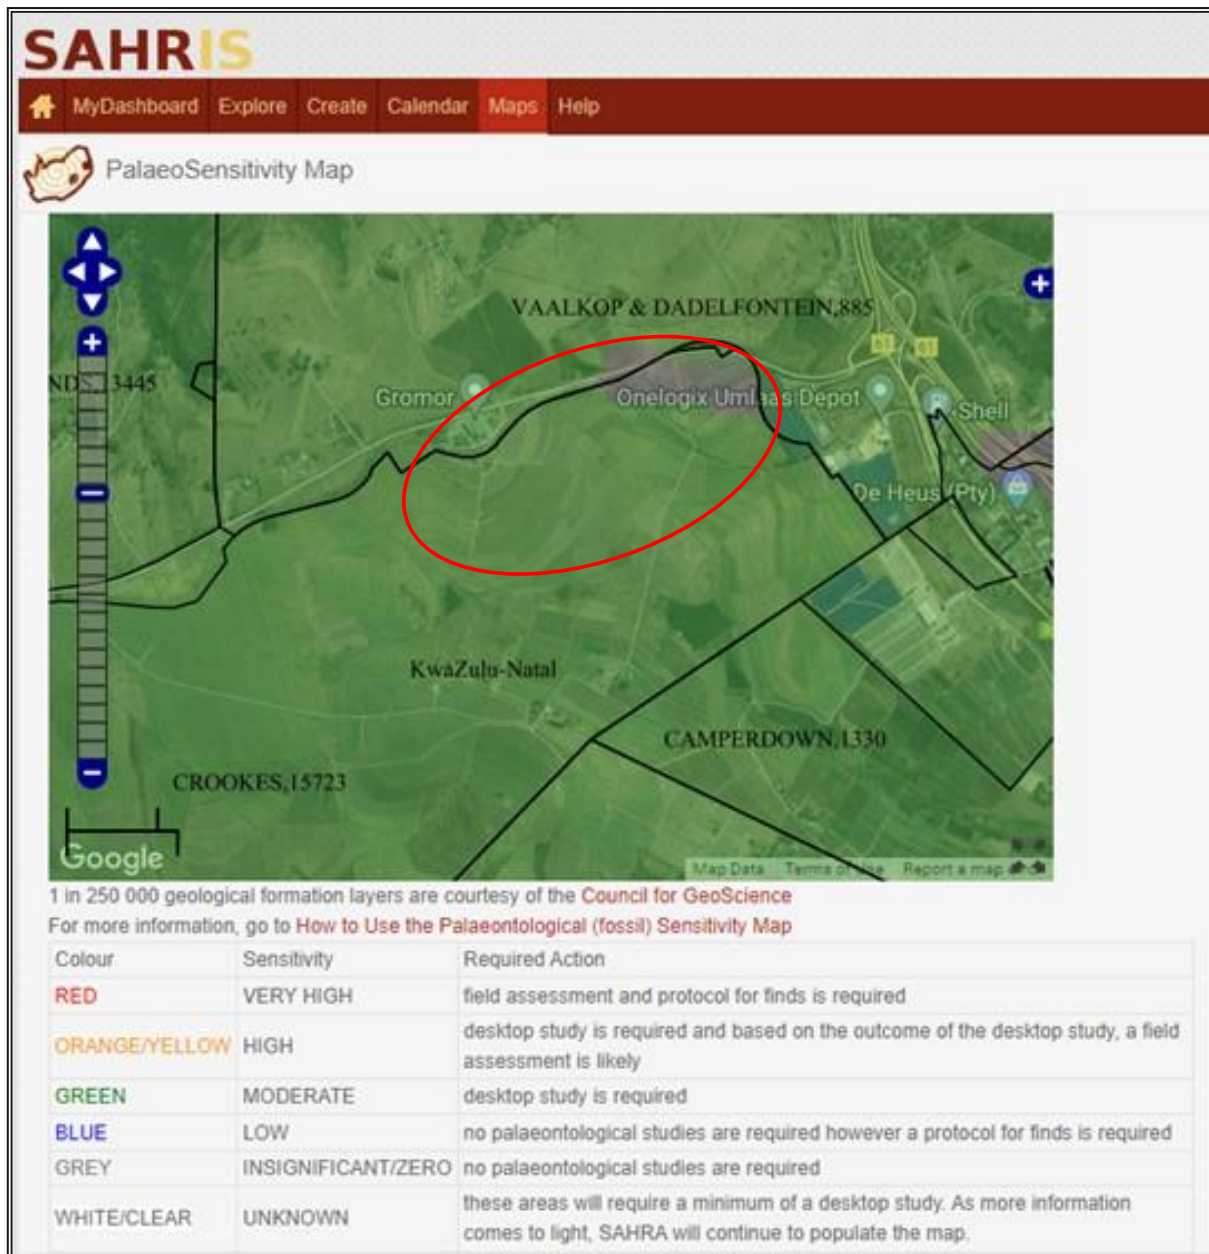 SAHRIS
MyDashboard Explore Create Calendar Maps Help
PalaeoSensitivity Map
VAALKOP & DADELFONTEIN,885
61 61
NDS,13445
Gromor
Onelogix Umlaas Depot
Shell
De Heus (Pty)
KwaZulu-Natal
CAMPERDOWN,1330
CROOKES,15723
Google
Map Data Terms of Use Report a map
1 in 250 000 geological formation layers are courtesy of the Council for GeoScience
For more information, go to How to Use the Palaeontological (fossil) Sensitivity Map
Colour Sensitivity Required Action
RED VERY HIGH field assessment and protocol for finds is required
ORANGE/YELLOW HIGH desktop study is required and based on the outcome of the desktop study, a field
assessment is likely
GREEN MODERATE desktop study is required
BLUE LOW no palaeontological studies are required however a protocol for finds is required
GREY INSIGNIFICANT/ZERO no palaeontological studies are required
WHITE/CLEAR UNKNOWN these areas will require a minimum of a desktop study. As more information
comes to light, SAHRA will continue to populate the map.